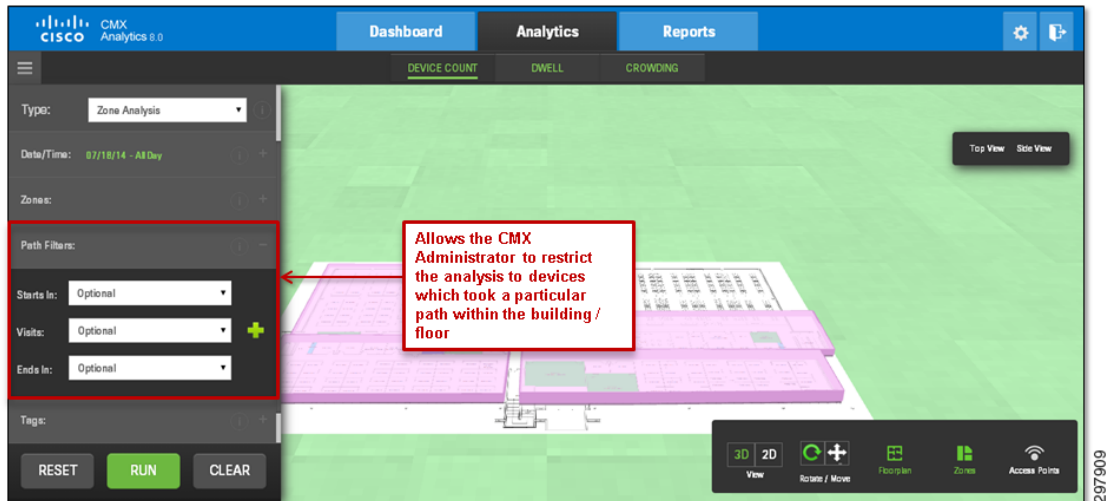 CISCO CMX Analytics 8.0
Dashboard Analytics Reports
DEVICE COUNT DWELL CROWDING
Type: Zone Analysis
Date/Time: 07/18/14 - All Day
Zones:
Path Filters:
Starts In: Optional
Visits: Optional
Ends In: Optional
Tags:
RESET RUN CLEAR
Allows the CMX
Administrator to restrict
the analysis to devices
which took a particular
path within the building /
floor
Top View Side View
3D 2D
View
Rotate / Move
Floorplan
Zones
Access Points
297909